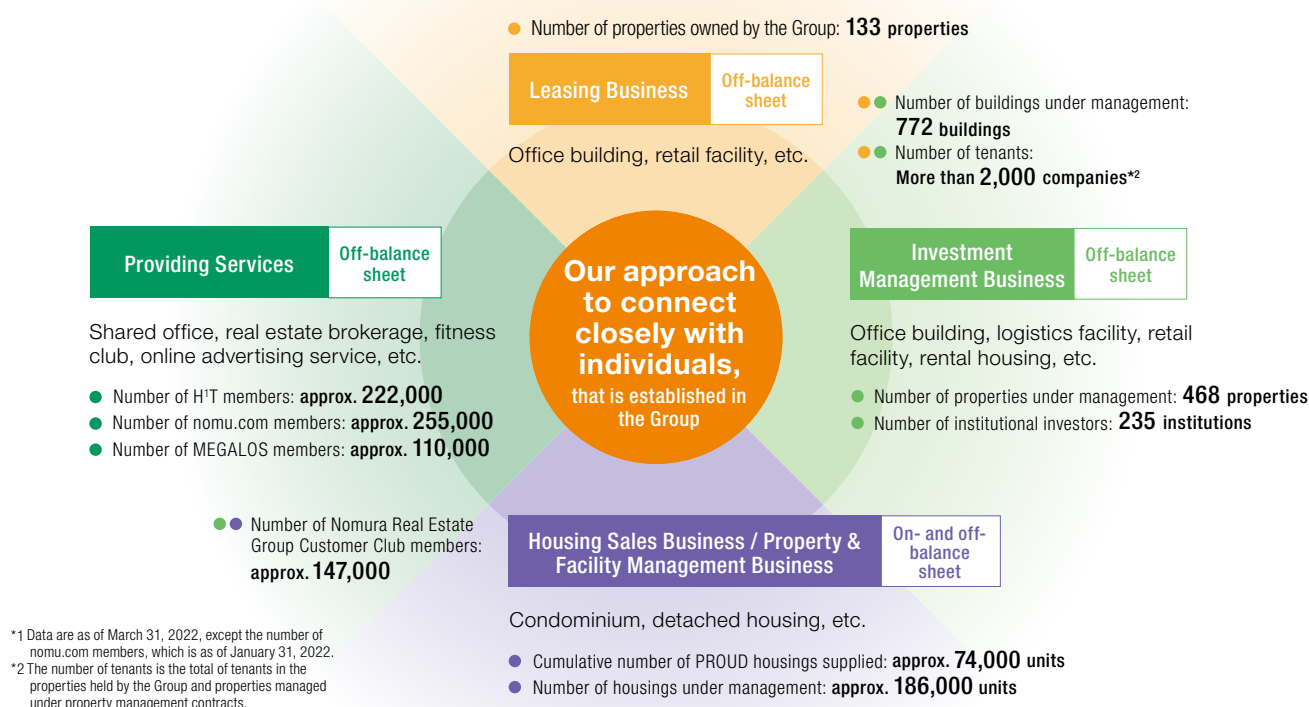 Number of properties owned by the Group: 133 properties
Leasing Business
Off-balance
sheet
Office building, retail facility, etc.
Number of buildings under management:
772 buildings
Number of tenants:
More than 2,000 companies*2
Providing Services
Off-balance
sheet
Shared office, real estate brokerage, fitness
club, online advertising service, etc.
Number of H¹T members: approx. 222,000
Number of nomu.com members: approx. 255,000
Number of MEGALOS members: approx. 110,000
Our approach
to connect
closely with
individuals,
that is established in
the Group
Investment
Management Business
Off-balance
sheet
Office building, logistics facility, retail
facility, rental housing, etc.
Number of properties under management: 468 properties
Number of institutional investors: 235 institutions
Number of Nomura Real Estate
Group Customer Club members:
approx. 147,000
Housing Sales Business / Property &
Facility Management Business
On- and off-
balance
sheet
Condominium, detached housing, etc.
Cumulative number of PROUD housings supplied: approx. 74,000 units
Number of housings under management: approx. 186,000 units
*1 Data are as of March 31, 2022, except the number of
nomu.com members, which is as of January 31, 2022.
*2 The number of tenants is the total of tenants in the
properties held by the Group and properties managed
under property management contracts.